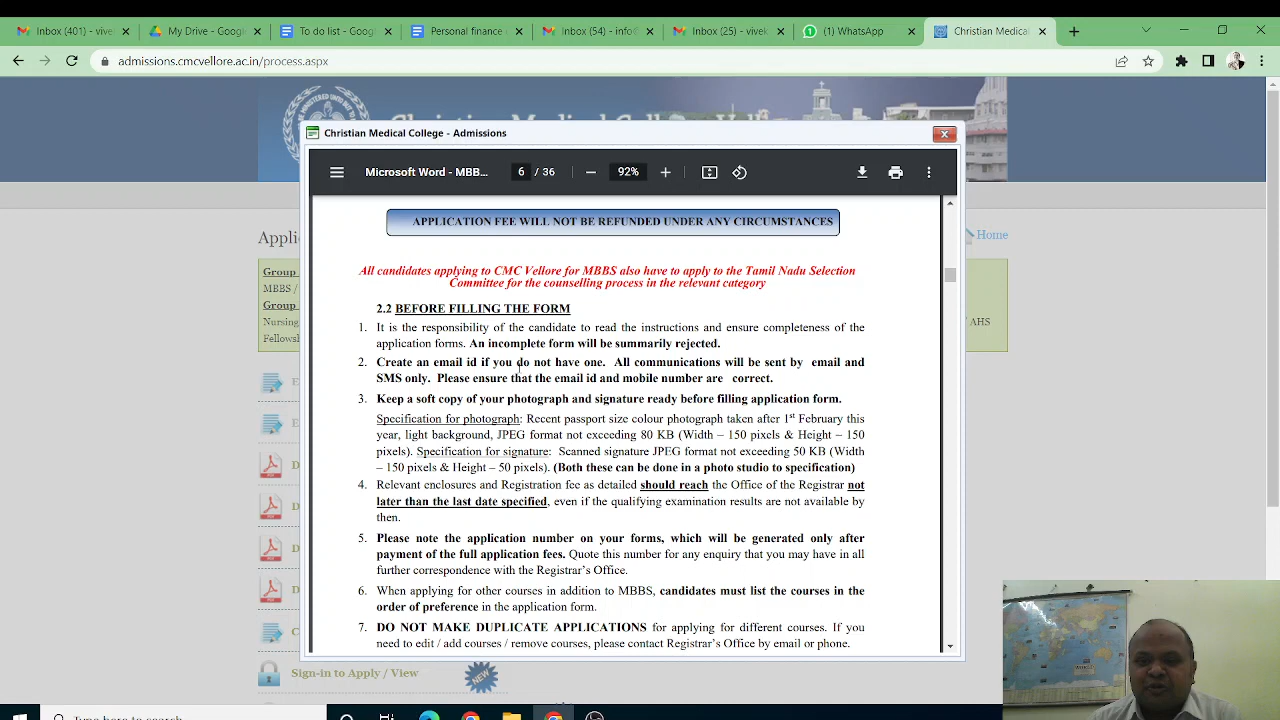 Inbox (401) - vive
My Drive - Google
To do list - Goog
Personal finance
Inbox (54) - info
Inbox (25) - vivek
(1) WhatsApp
Christian Medical
admissions.cmcvellore.ac.in/process.aspx
Christian Medical College - Admissions
Microsoft Word - MBB...
6 / 36
92%
APPLICATION FEE WILL NOT BE REFUNDED UNDER ANY CIRCUMSTANCES
Home
All candidates applying to CMC Vellore for MBBS also have to apply to the Tamil Nadu Selection
Committee for the counselling process in the relevant category
2.2 BEFORE FILLING THE FORM
1. It is the responsibility of the candidate to read the instructions and ensure completeness of the
application forms. An incomplete form will be summarily rejected.
2. Create an email id if you do not have one. All communications will be sent by email and
SMS only. Please ensure that the email id and mobile number are correct.
3. Keep a soft copy of your photograph and signature ready before filling application form.
Specification for photograph: Recent passport size colour photograph taken after 1st February this
year, light background, JPEG format not exceeding 80 KB (Width – 150 pixels & Height – 150
pixels). Specification for signature: Scanned signature JPEG format not exceeding 50 KB (Width
– 150 pixels & Height – 50 pixels). (Both these can be done in a photo studio to specification)
4. Relevant enclosures and Registration fee as detailed should reach the Office of the Registrar not
later than the last date specified, even if the qualifying examination results are not available by
then.
5. Please note the application number on your forms, which will be generated only after
payment of the full application fees. Quote this number for any enquiry that you may have in all
further correspondence with the Registrar's Office.
6. When applying for other courses in addition to MBBS, candidates must list the courses in the
order of preference in the application form.
7. DO NOT MAKE DUPLICATE APPLICATIONS for applying for different courses. If you
need to edit / add courses / remove courses, please contact Registrar's Office by email or phone.
Appli
Group
MBBS /
Group
Nursing
Fellows
/ AHS
Sign-in to Apply / View
NEW